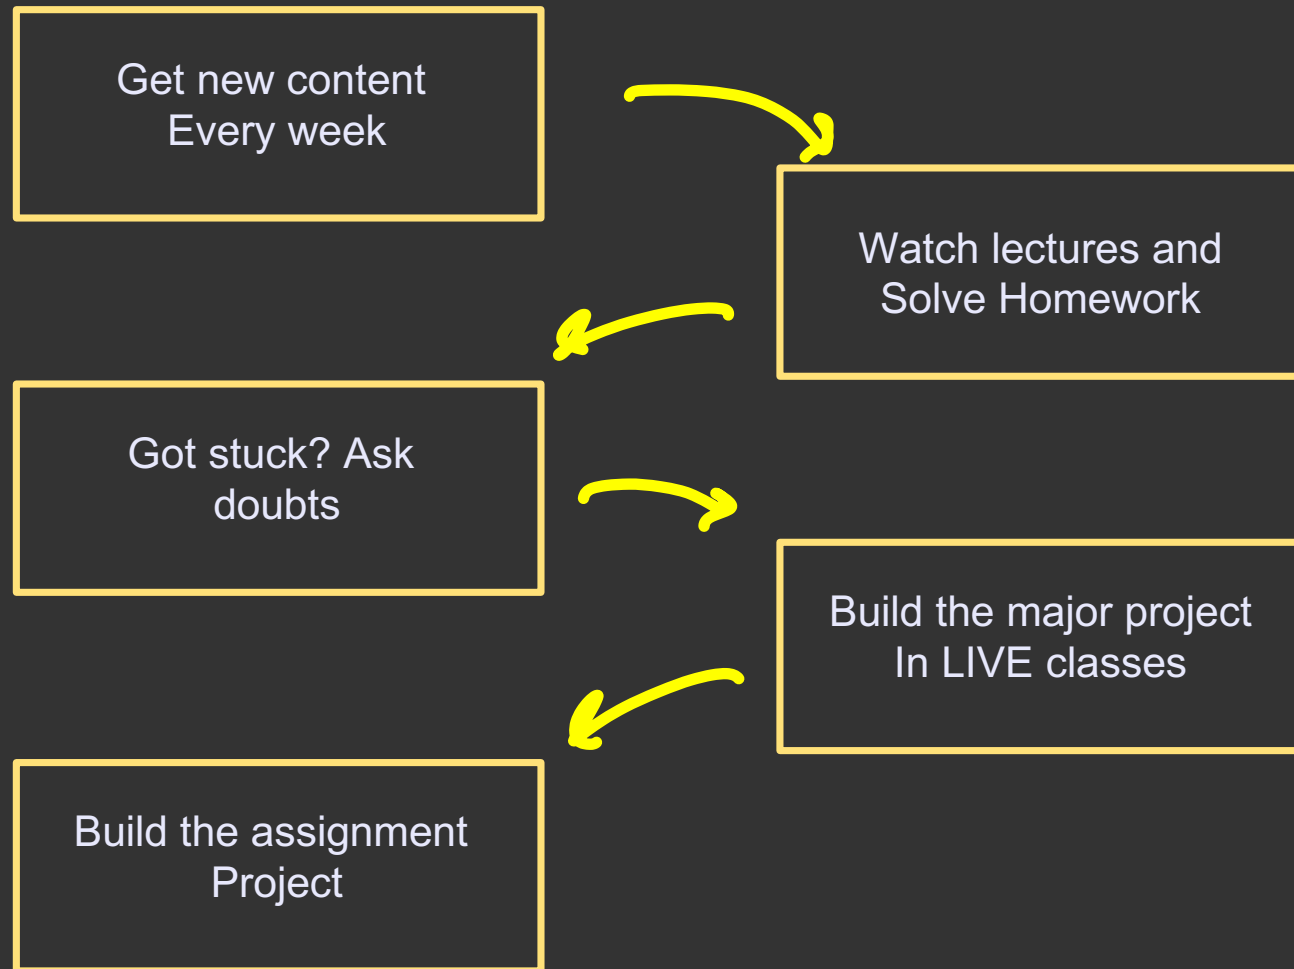 Get new content
Every week
Watch lectures and
Solve Homework
Got stuck? Ask
doubts
Build the major project
In LIVE classes
Build the assignment
Project